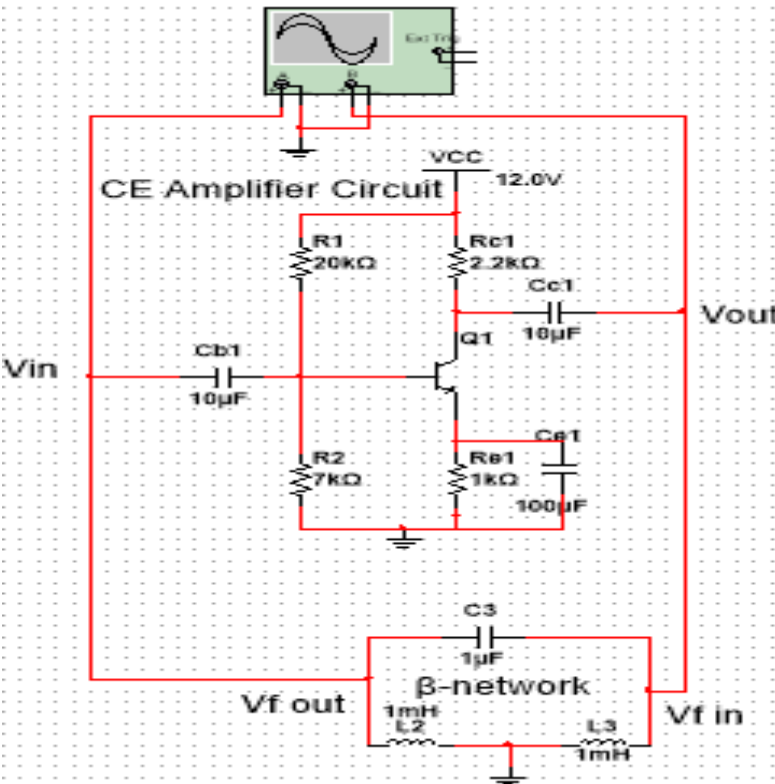 Ext Trig
A
B
VCC
12.0V
CE Amplifier Circuit
R1
20kΩ
Rc1
2.2kΩ
Cc1
10µF
Vout
Q1
Cb1
10µF
Vin
R2
7kΩ
Re1
1kΩ
Ce1
100µF
C3
1µF
β-network
Vf out
Vf in
1mH
L2
L3
1mH